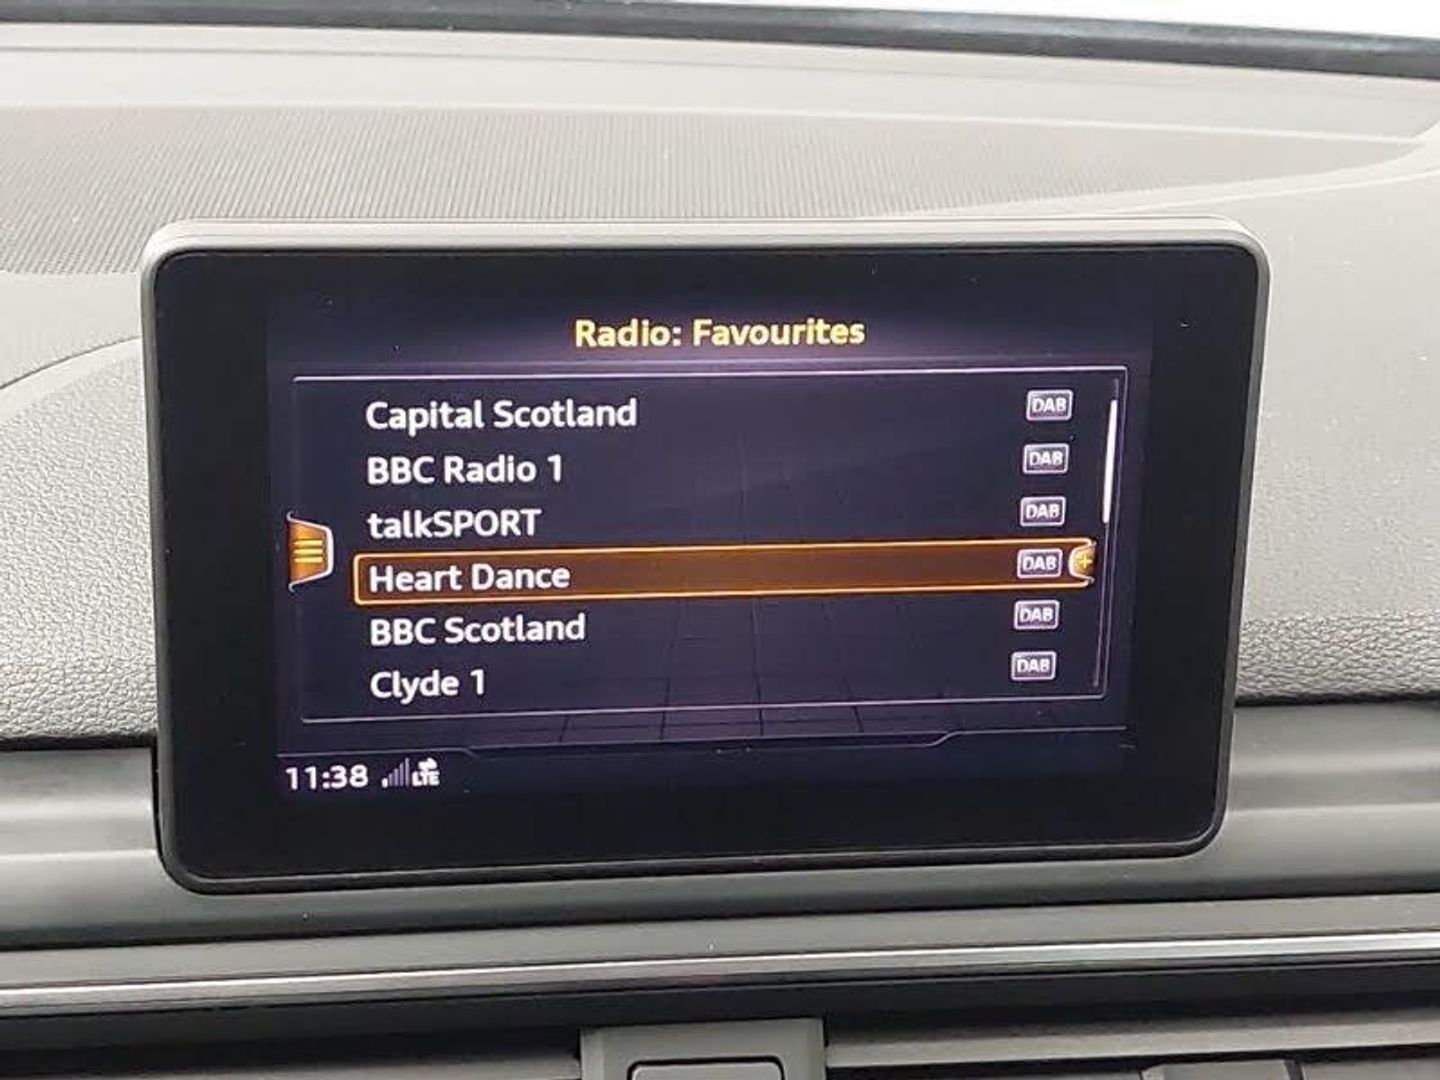 Radio: Favourites
Capital Scotland DAB
BBC Radio 1 DAB
talkSPORT DAB
Heart Dance DAB
BBC Scotland DAB
Clyde 1 DAB
11:38 LTE